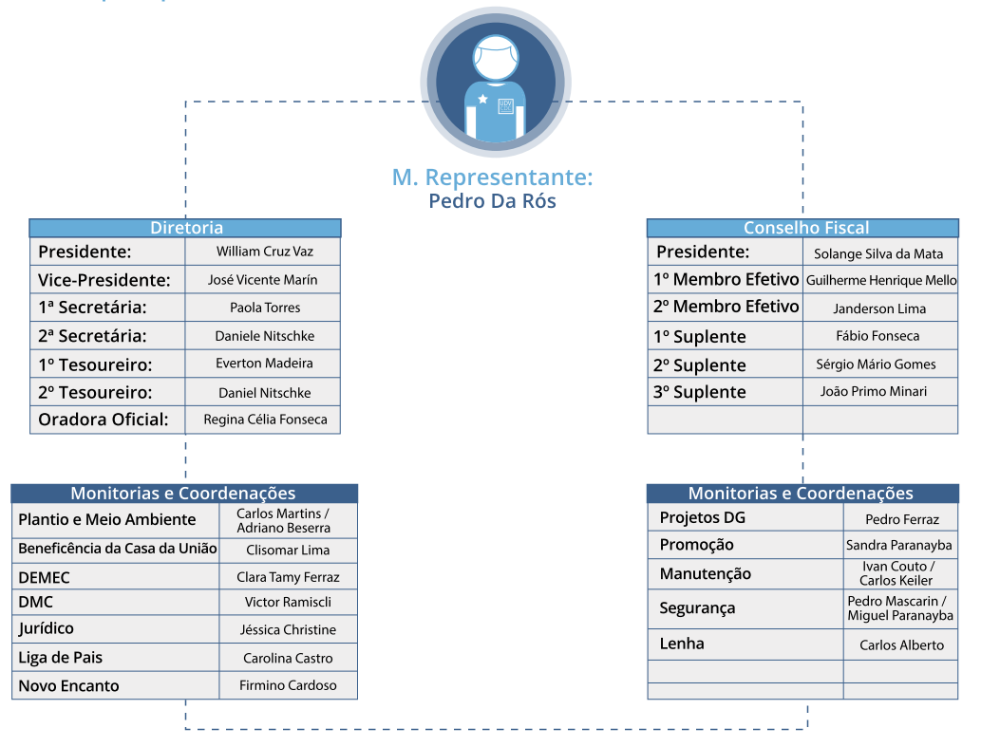 UDV
M. Representante:
Pedro Da Rós
Diretoria
Presidente: William Cruz Vaz
Vice-Presidente: José Vicente Marín
1ª Secretária: Paola Torres
2ª Secretária: Daniele Nitschke
1º Tesoureiro: Everton Madeira
2º Tesoureiro: Daniel Nitschke
Oradora Oficial: Regina Célia Fonseca
Conselho Fiscal
Presidente: Solange Silva da Mata
1º Membro Efetivo Guilherme Henrique Mello
2º Membro Efetivo Janderson Lima
1º Suplente Fábio Fonseca
2º Suplente Sérgio Mário Gomes
3º Suplente João Primo Minari
Monitorias e Coordenações
Plantio e Meio Ambiente Carlos Martins /
Adriano Beserra
Beneficência da Casa da União Clisomar Lima
DEMEC Clara Tamy Ferraz
DMC Victor Ramiscli
Jurídico Jéssica Christine
Liga de Pais Carolina Castro
Novo Encanto Firmino Cardoso
Monitorias e Coordenações
Projetos DG Pedro Ferraz
Promoção Sandra Paranayba
Manutenção Ivan Couto /
Carlos Keiler
Segurança Pedro Mascarin /
Miguel Paranayba
Lenha Carlos Alberto